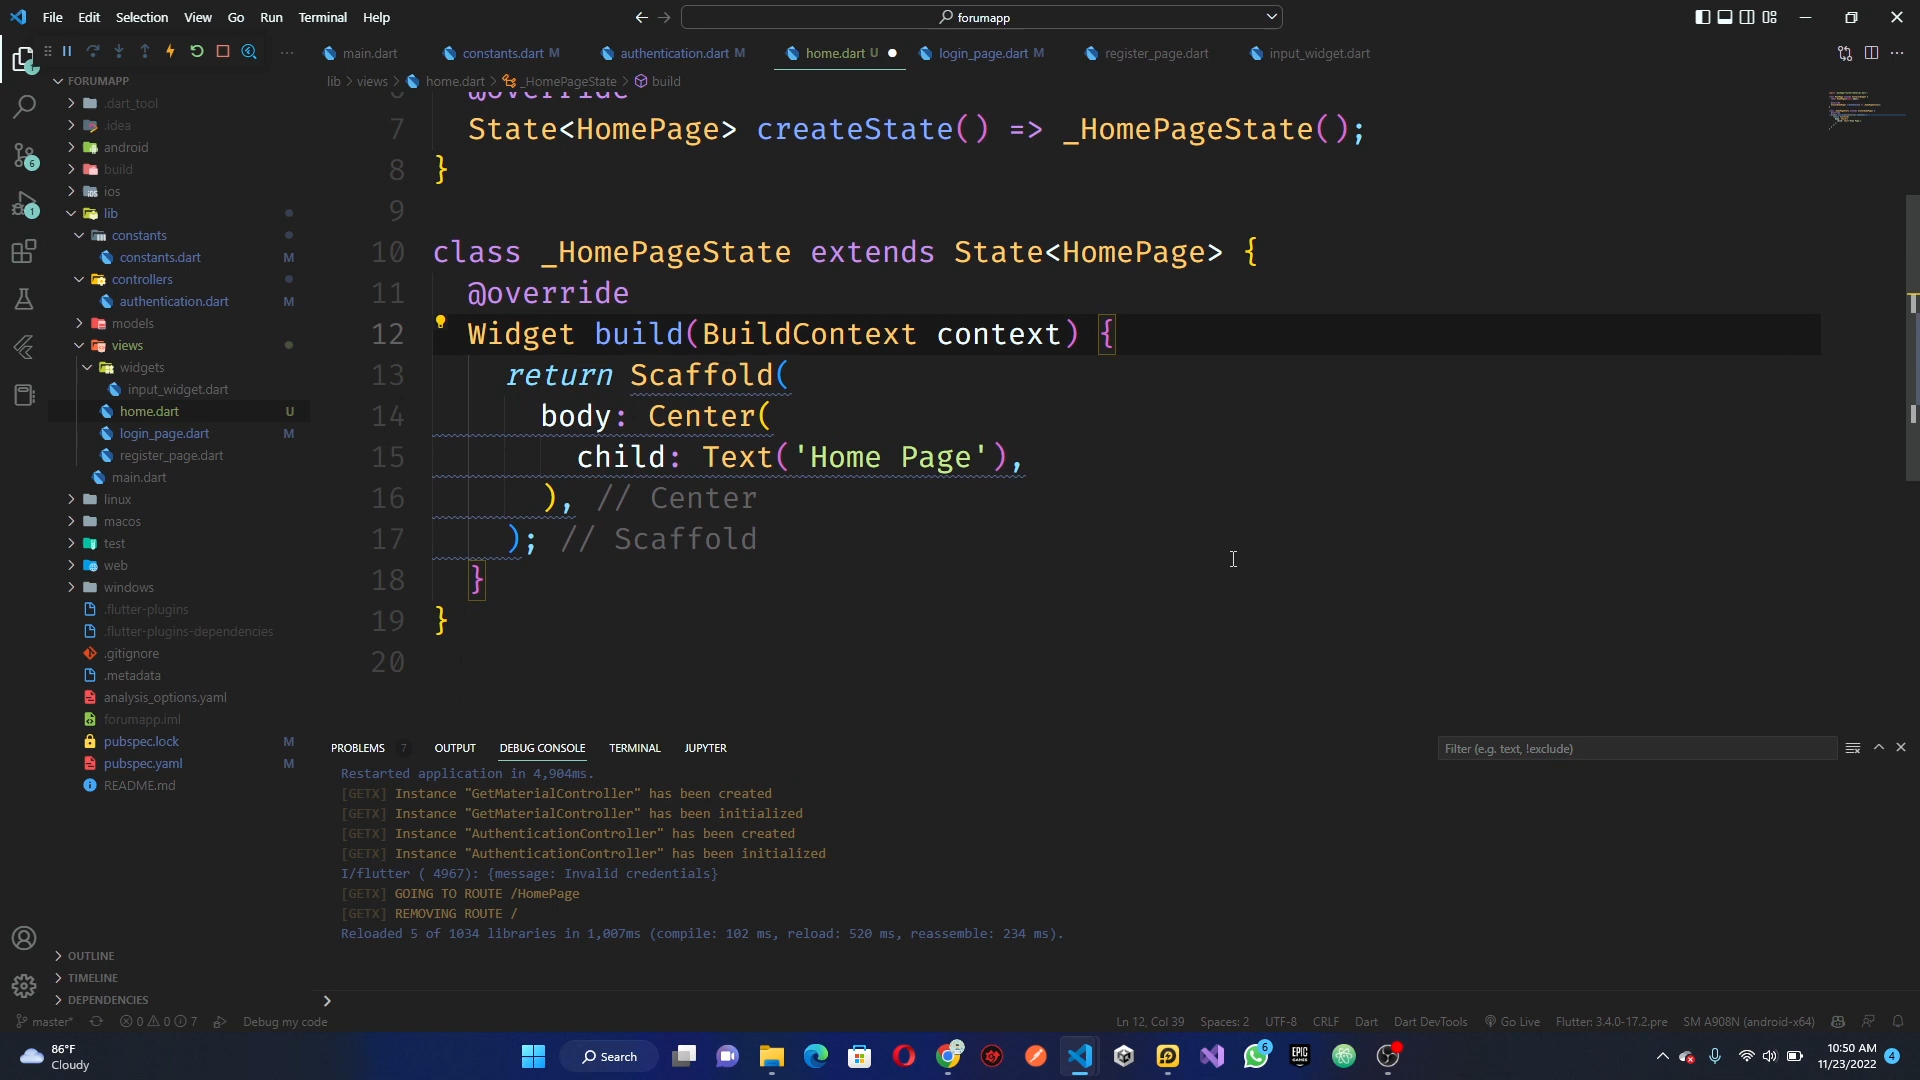 File Edit Selection View Go Run Terminal Help
forumapp
main.dart
constants.dart M
authentication.dart M
home.dart U
login_page.dart M
register_page.dart
input_widget.dart
FORUMAPP
lib > views > home.dart > _HomePageState > build
.dart_tool
.idea
android
build
ios
lib
constants
constants.dart M
controllers
authentication.dart M
models
views
widgets
input_widget.dart
home.dart U
login_page.dart M
register_page.dart
main.dart
linux
macos
test
web
windows
.flutter-plugins
.flutter-plugins-dependencies
.gitignore
.metadata
analysis_options.yaml
forumapp.iml
pubspec.lock M
pubspec.yaml M
README.md
OUTLINE
TIMELINE
DEPENDENCIES
6 @override
7 State<HomePage> createState() => _HomePageState();
8 }
9
10 class _HomePageState extends State<HomePage> {
11 @override
12 Widget build(BuildContext context) {
13 return Scaffold(
14 body: Center(
15 child: Text('Home Page'),
16 ), // Center
17 ); // Scaffold
18 }
19 }
20
PROBLEMS 7 OUTPUT DEBUG CONSOLE TERMINAL JUPYTER
Filter (e.g. text, !exclude)
Restarted application in 4,904ms.
[GETX] Instance "GetMaterialController" has been created
[GETX] Instance "GetMaterialController" has been initialized
[GETX] Instance "AuthenticationController" has been created
[GETX] Instance "AuthenticationController" has been initialized
I/flutter ( 4967): {message: Invalid credentials}
[GETX] GOING TO ROUTE /HomePage
[GETX] REMOVING ROUTE /
Reloaded 5 of 1034 libraries in 1,007ms (compile: 102 ms, reload: 520 ms, reassemble: 234 ms).
master* 0 0 7 Debug my code
Ln 12, Col 39 Spaces: 2 UTF-8 CRLF Dart Dart DevTools Go Live Flutter: 3.4.0-17.2.pre SM A908N (android-x64)
86°F
Cloudy
Search
10:50 AM
11/23/2022